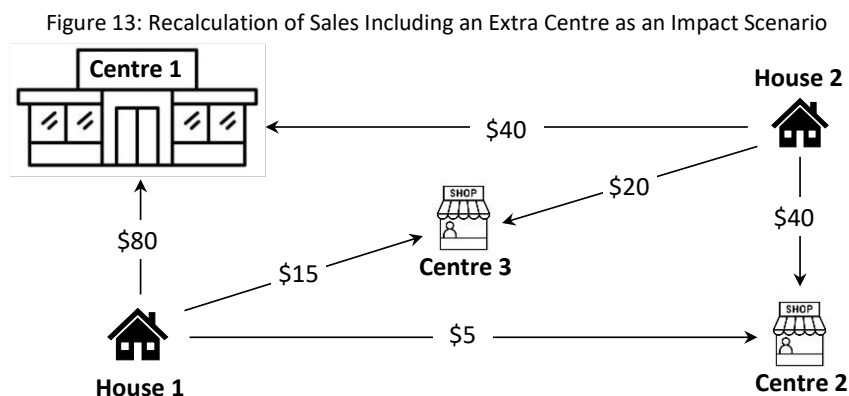 Figure 13: Recalculation of Sales Including an Extra Centre as an Impact Scenario
Centre 1
House 2
$40
$20
SHOP
$40
$80
Centre 3
$15
SHOP
$5
House 1
Centre 2